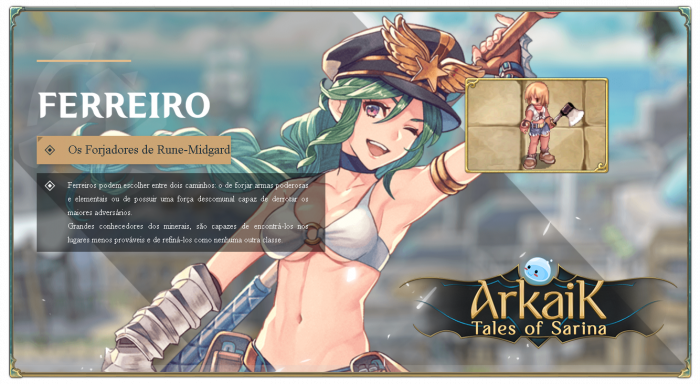 FERREIRO
Os Forjadores de Rune-Midgard
Ferreiros podem escolher entre dois caminhos: o de forjar armas poderosas
e elementais ou de possuir uma força descomunal capaz de derrotar os
maiores adversários.
Grandes conhecedores dos minerais, são capazes de encontrá-los nos
lugares menos prováveis e de refiná-los como nenhuma outra classe.
ArkaiK
Tales of Sarina